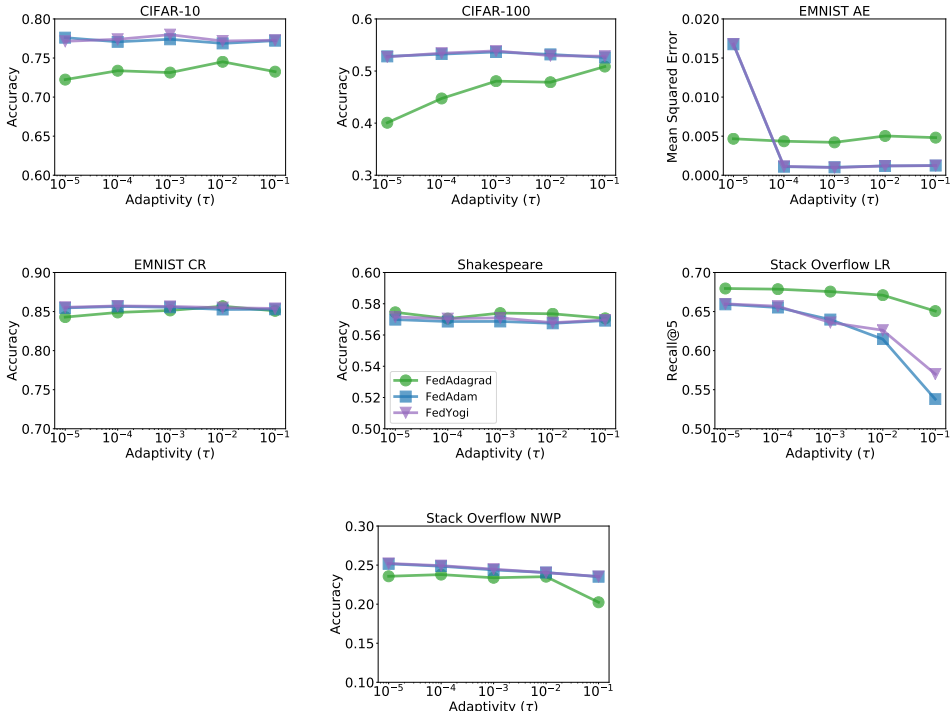 CIFAR-10
Accuracy
0.80
0.75
0.70
0.65
0.60
10⁻⁵ 10⁻⁴ 10⁻³ 10⁻² 10⁻¹
Adaptivity (τ)
CIFAR-100
Accuracy
0.6
0.5
0.4
0.3
10⁻⁵ 10⁻⁴ 10⁻³ 10⁻² 10⁻¹
Adaptivity (τ)
EMNIST AE
Mean Squared Error
0.020
0.015
0.010
0.005
0.000
10⁻⁵ 10⁻⁴ 10⁻³ 10⁻² 10⁻¹
Adaptivity (τ)
EMNIST CR
Accuracy
0.90
0.85
0.80
0.75
0.70
10⁻⁵ 10⁻⁴ 10⁻³ 10⁻² 10⁻¹
Adaptivity (τ)
Shakespeare
Accuracy
0.60
0.58
0.56
0.54
0.52
0.50
FedAdagrad
FedAdam
FedYogi
10⁻⁵ 10⁻⁴ 10⁻³ 10⁻² 10⁻¹
Adaptivity (τ)
Stack Overflow LR
Recall@5
0.70
0.65
0.60
0.55
0.50
10⁻⁵ 10⁻⁴ 10⁻³ 10⁻² 10⁻¹
Adaptivity (τ)
Stack Overflow NWP
Accuracy
0.30
0.25
0.20
0.15
0.10
10⁻⁵ 10⁻⁴ 10⁻³ 10⁻² 10⁻¹
Adaptivity (τ)